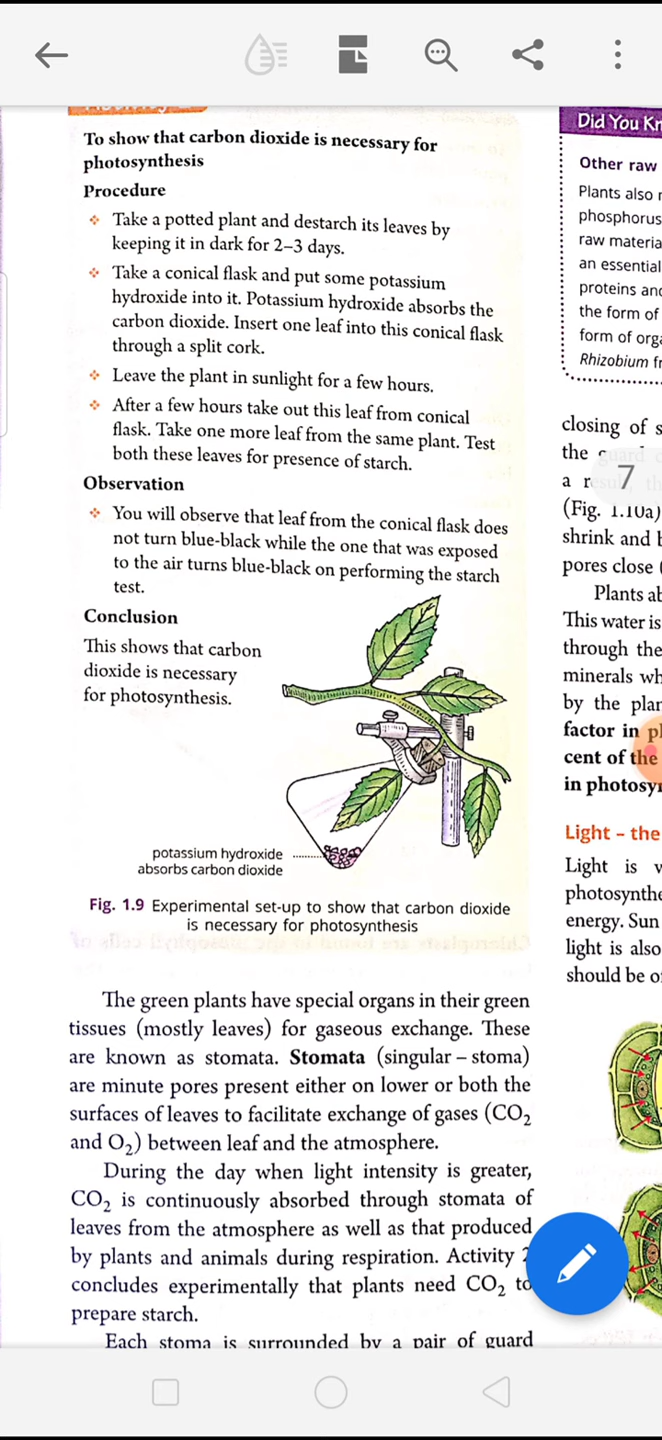 To show that carbon dioxide is necessary for
photosynthesis
Procedure
❖ Take a potted plant and destarch its leaves by
keeping it in dark for 2–3 days.
❖ Take a conical flask and put some potassium
hydroxide into it. Potassium hydroxide absorbs the
carbon dioxide. Insert one leaf into this conical flask
through a split cork.
❖ Leave the plant in sunlight for a few hours.
❖ After a few hours take out this leaf from conical
flask. Take one more leaf from the same plant. Test
both these leaves for presence of starch.
Observation
❖ You will observe that leaf from the conical flask does
not turn blue-black while the one that was exposed
to the air turns blue-black on performing the starch
test.
Conclusion
This shows that carbon
dioxide is necessary
for photosynthesis.
potassium hydroxide
absorbs carbon dioxide
Fig. 1.9 Experimental set-up to show that carbon dioxide
is necessary for photosynthesis
The green plants have special organs in their green
tissues (mostly leaves) for gaseous exchange. These
are known as stomata. Stomata (singular – stoma)
are minute pores present either on lower or both the
surfaces of leaves to facilitate exchange of gases (CO₂
and O₂) between leaf and the atmosphere.
During the day when light intensity is greater,
CO₂ is continuously absorbed through stomata of
leaves from the atmosphere as well as that produced
by plants and animals during respiration. Activity 2
concludes experimentally that plants need CO₂ to
prepare starch.
Each stoma is surrounded by a pair of guard
Did You Kn
Other raw
Plants also
phosphorus
raw materia
an essential
proteins and
the form of
form of orga
Rhizobium fr
closing of s
the guard
a result, th
7
(Fig. 1.10a)
shrink and b
pores close (
Plants ab
This water is
through the
minerals wh
by the plan
factor in pl
cent of the
in photosyn
Light – the
Light is v
photosynthe
energy. Sun
light is also
should be o